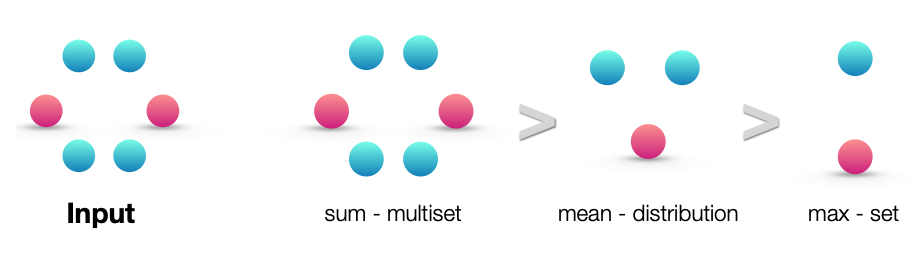 > >
Input sum - multiset mean - distribution max - set